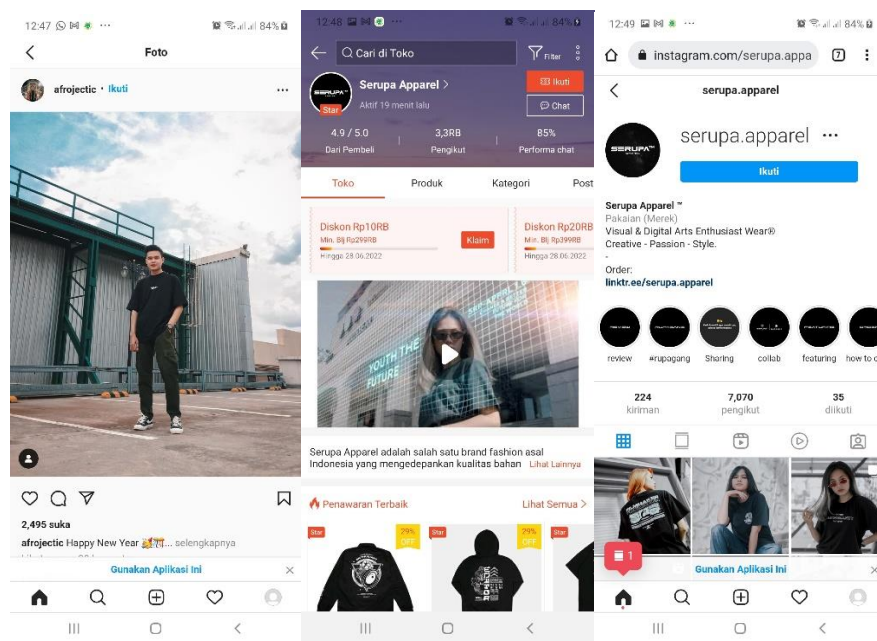 12:47
84%
Foto
afrojectic • Ikuti
2,495 suka
afrojectic Happy New Year ... selengkapnya
Gunakan Aplikasi Ini
12:48
84%
Cari di Toko
Filter
SERUPA™
Star
Serupa Apparel >
Aktif 19 menit lalu
Ikuti
Chat
4.9 / 5.0
3,3RB
85%
Dari Pembeli
Pengikut
Performa chat
Toko
Produk
Kategori
Post
Diskon Rp10RB
Min. Blj Rp299RB
Hingga 28.06.2022
Klaim
Diskon Rp20RB
Min. Blj Rp399RB
Hingga 28.06.2022
YOUTH THE
FUTURE
Serupa Apparel adalah salah satu brand fashion asal
Indonesia yang mengedepankan kualitas bahan Lihat Lainnya
Penawaran Terbaik
Lihat Semua >
Star
29%
OFF
Star
29%
OFF
Star
EDITOR
12:49
84%
instagram.com/serupa.appa
7
serupa.apparel
SERUPA™
serupa.apparel
Ikuti
Serupa Apparel ™
Pakaian (Merek)
Visual & Digital Arts Enthusiast Wear®
Creative - Passion - Style.
-
Order:
linktr.ee/serupa.apparel
review
#rupagang
Sharing
collab
featuring
how to o
224
7,070
35
kiriman
pengikut
diikuti
1
Gunakan Aplikasi Ini